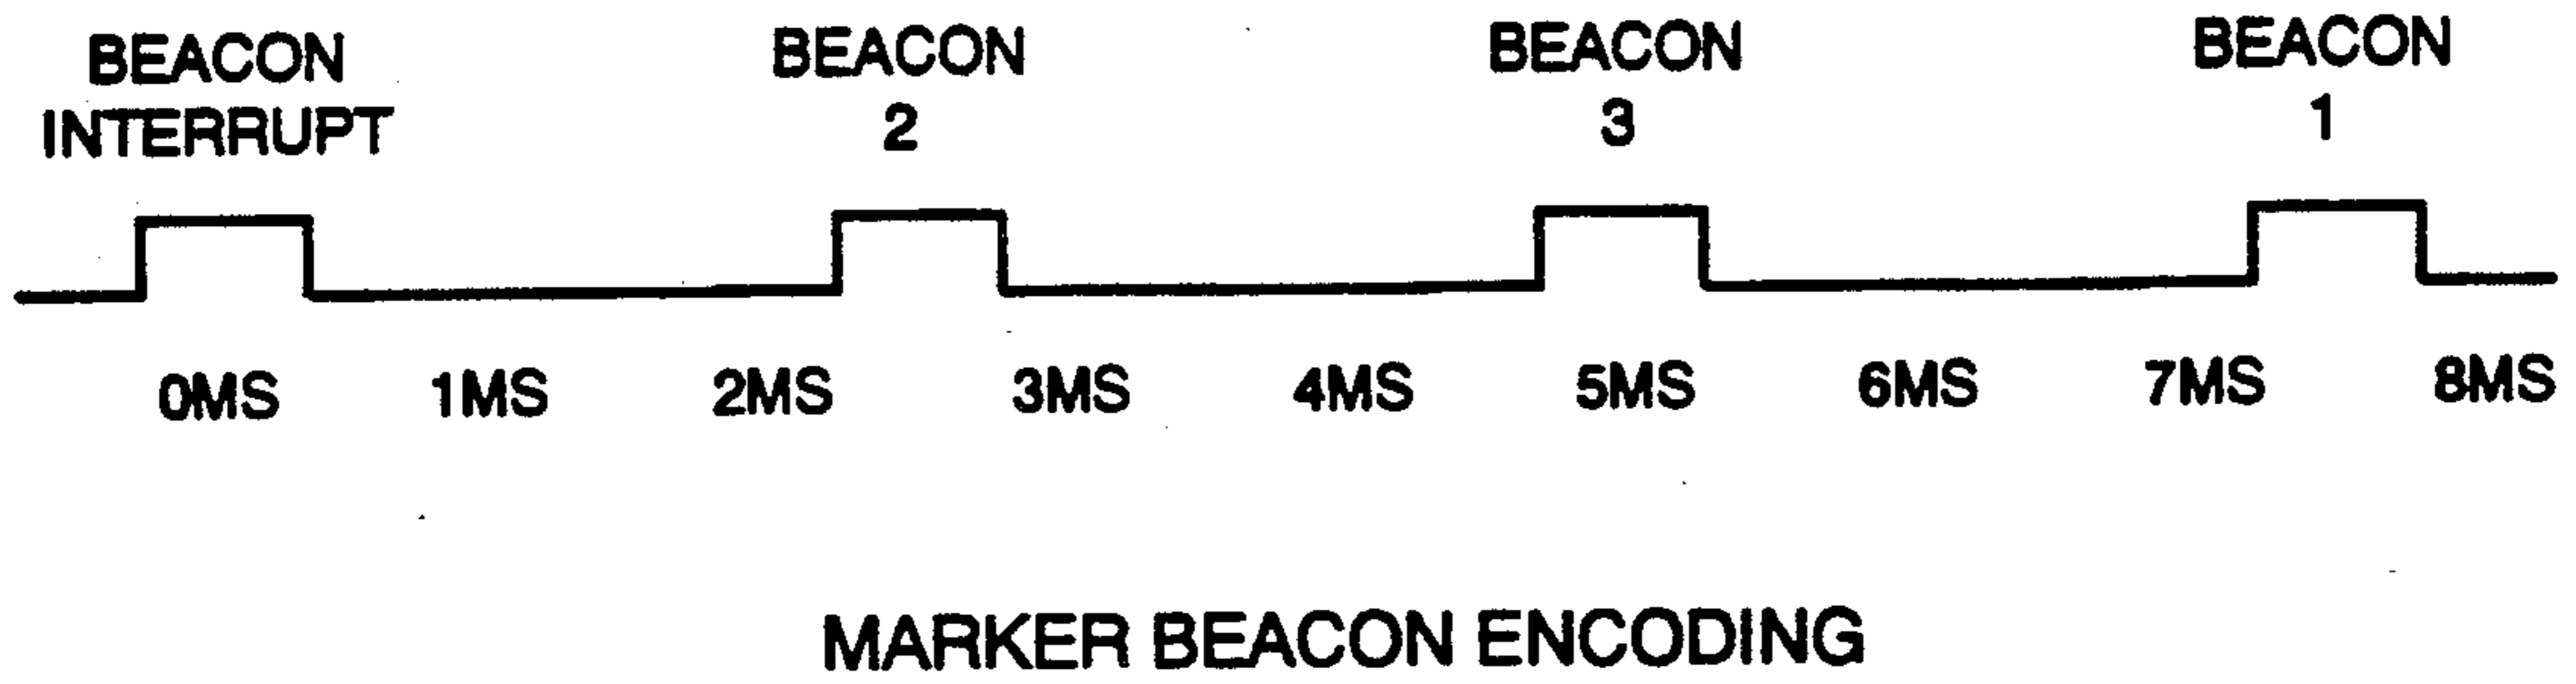 BEACON
INTERRUPT
BEACON
2
BEACON
3
BEACON
1
0MS 1MS 2MS 3MS 4MS 5MS 6MS 7MS 8MS
MARKER BEACON ENCODING